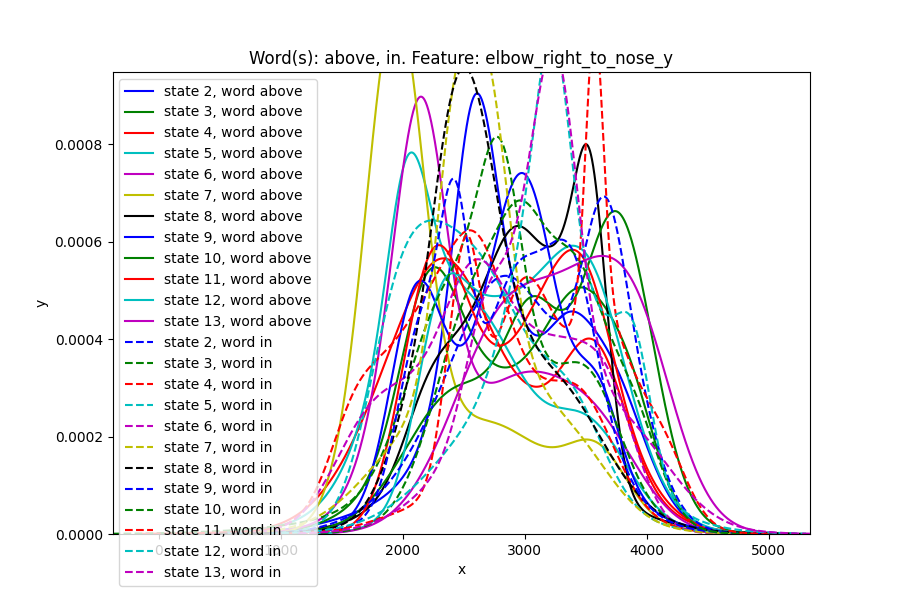 Word(s): above, in. Feature: elbow_right_to_nose_y
y
0.0008
0.0006
0.0004
0.0002
0.0000
state 2, word above
state 3, word above
state 4, word above
state 5, word above
state 6, word above
state 7, word above
state 8, word above
state 9, word above
state 10, word above
state 11, word above
state 12, word above
state 13, word above
state 2, word in
state 3, word in
state 4, word in
state 5, word in
state 6, word in
state 7, word in
state 8, word in
state 9, word in
state 10, word in
state 11, word in
state 12, word in
state 13, word in
0 1000 2000 3000 4000 5000
x